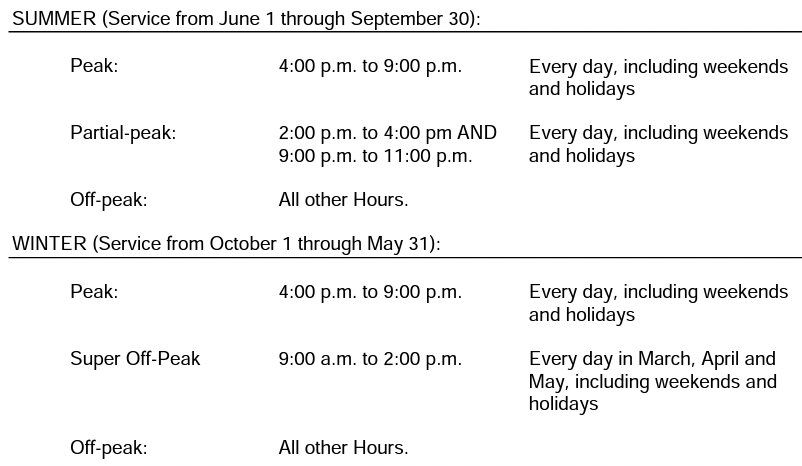 SUMMER (Service from June 1 through September 30):
Peak: 4:00 p.m. to 9:00 p.m. Every day, including weekends
and holidays
Partial-peak: 2:00 p.m. to 4:00 pm AND Every day, including weekends
9:00 p.m. to 11:00 p.m. and holidays
Off-peak: All other Hours.
WINTER (Service from October 1 through May 31):
Peak: 4:00 p.m. to 9:00 p.m. Every day, including weekends
and holidays
Super Off-Peak 9:00 a.m. to 2:00 p.m. Every day in March, April and
May, including weekends and
holidays
Off-peak: All other Hours.